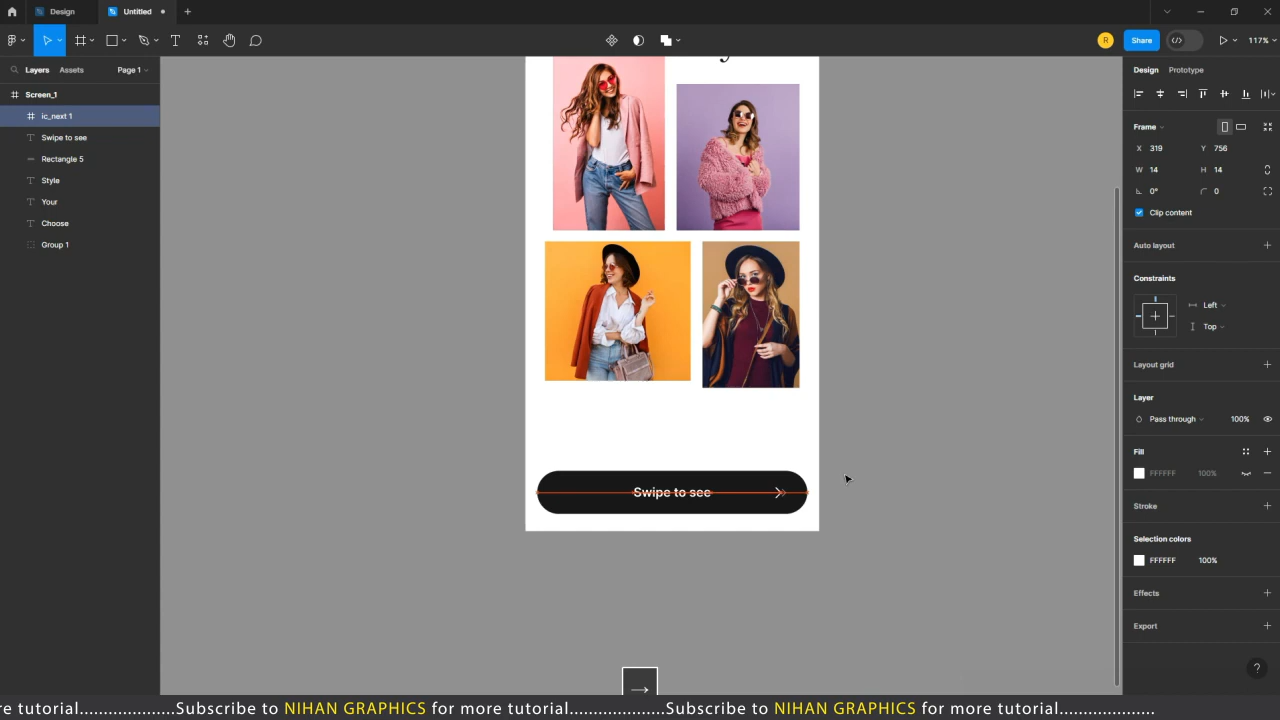 Design
Untitled
R
Share
117%
Layers
Assets
Page 1
Screen_1
ic_next 1
Swipe to see
Rectangle 5
Style
Your
Choose
Group 1
Swipe to see
Design
Prototype
Frame
X 319 Y 756
W 14 H 14
0° 0
Clip content
Auto layout
Constraints
Left
Top
Layout grid
Layer
Pass through 100%
Fill
FFFFFF 100%
Stroke
Selection colors
FFFFFF 100%
Effects
Export
?
re tutorial....................Subscribe to NIHAN GRAPHICS for more tutorial....................Subscribe to NIHAN GRAPHICS for more tutorial....................